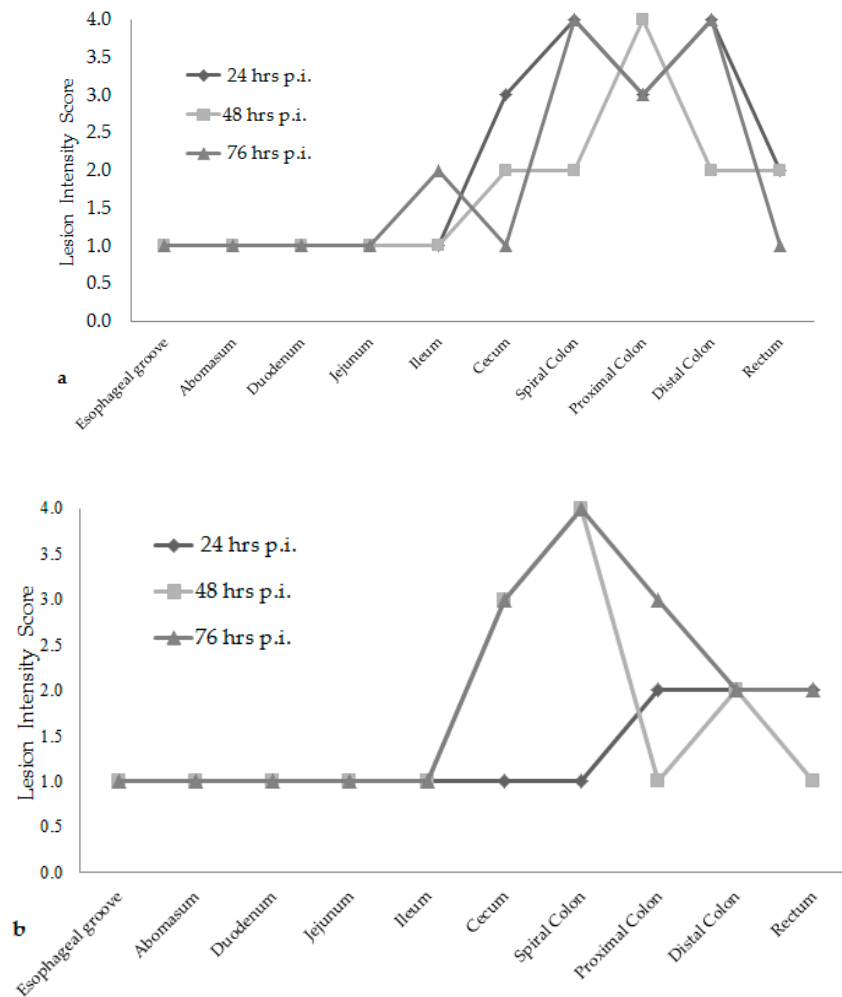 4.0
3.5
3.0
2.5
2.0
1.5
1.0
0.5
0.0
Lesion Intensity Score
24 hrs p.i.
48 hrs p.i.
76 hrs p.i.
Esophageal groove
Abomasum
Duodenum
Jejunum
Ileum
Cecum
Spiral Colon
Proximal Colon
Distal Colon
Rectum
a
4.0
3.5
3.0
2.5
2.0
1.5
1.0
0.5
0.0
Lesion Intensity Score
24 hrs p.i.
48 hrs p.i.
76 hrs p.i.
Esophageal groove
Abomasum
Duodenum
Jejunum
Ileum
Cecum
Spiral Colon
Proximal Colon
Distal Colon
Rectum
b